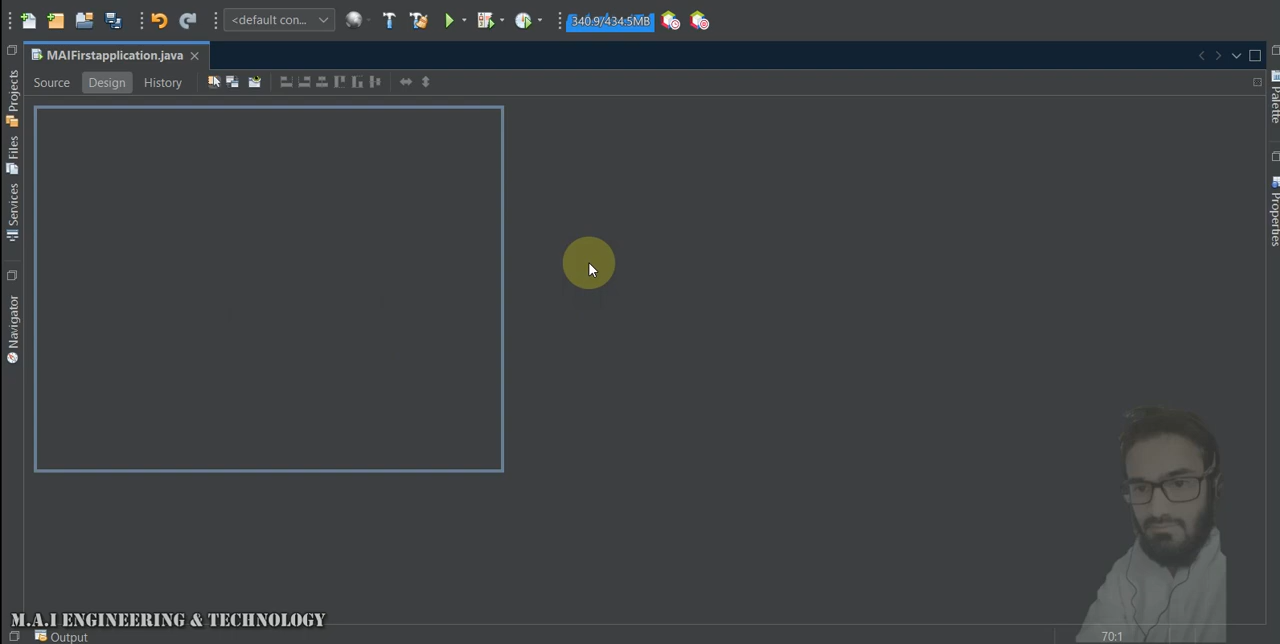 <default con...
340.9/434.5MB
MAIFirstapplication.java
Source
Design
History
Projects
Files
Services
Navigator
Palette
Properties
M.A.I ENGINEERING & TECHNOLOGY
Output
70:1